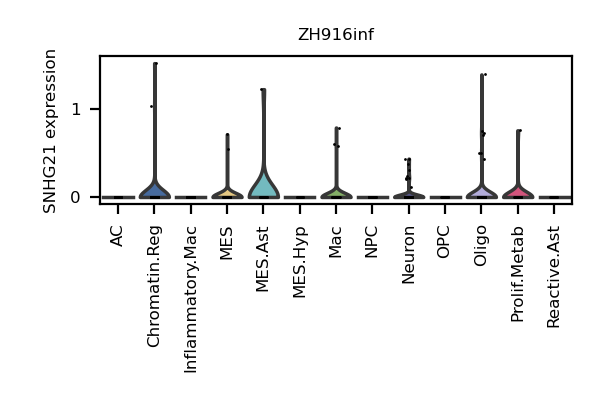 ZH916inf
SNHG21 expression
1
0
AC
Chromatin.Reg
Inflammatory.Mac
MES
MES.Ast
MES.Hyp
Mac
NPC
Neuron
OPC
Oligo
Prolif.Metab
Reactive.Ast